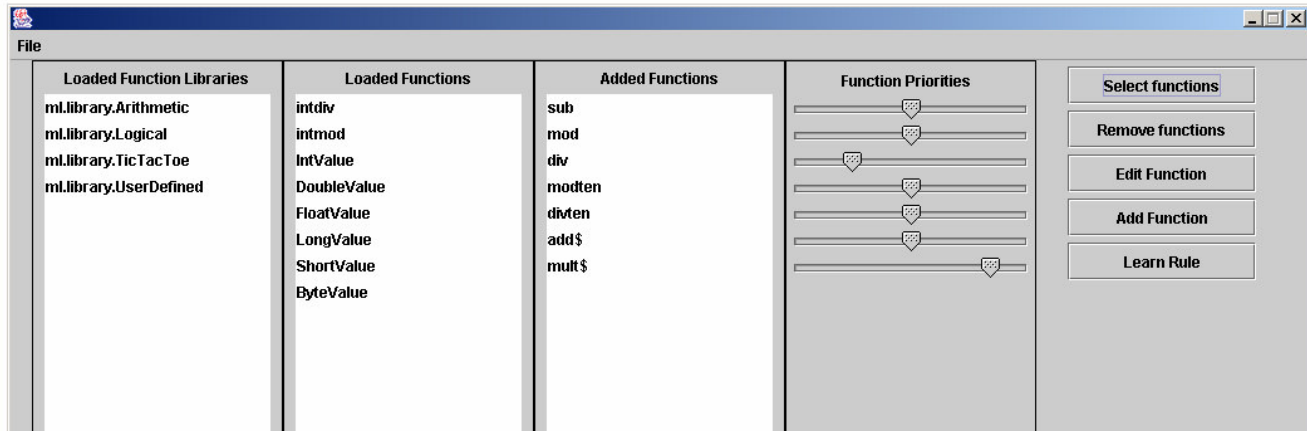 File
Loaded Function Libraries
ml.library.Arithmetic
ml.library.Logical
ml.library.TicTacToe
ml.library.UserDefined
Loaded Functions
intdiv
intmod
IntValue
DoubleValue
FloatValue
LongValue
ShortValue
ByteValue
Added Functions
sub
mod
div
modten
divten
add$
mult$
Function Priorities
Select functions
Remove functions
Edit Function
Add Function
Learn Rule